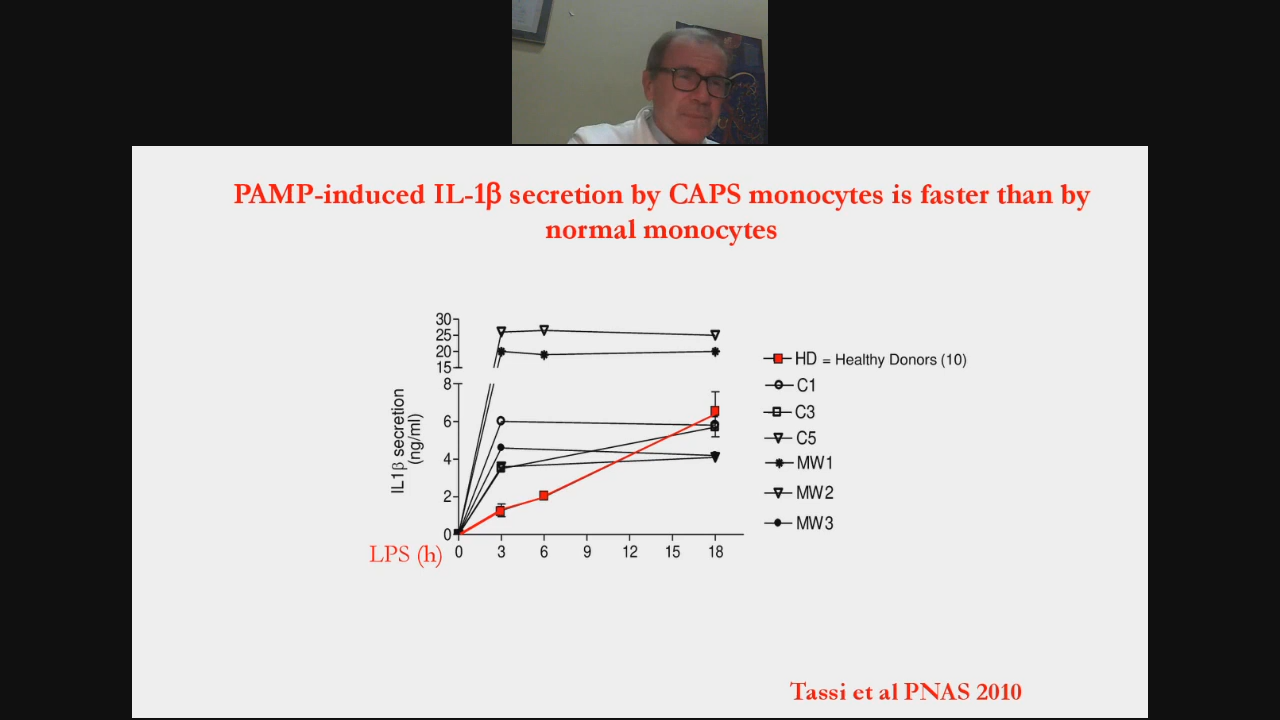 PAMP-induced IL-1β secretion by CAPS monocytes is faster than by
normal monocytes
30
25
20
15
8
6
4
2
0
IL1β secretion
(ng/ml)
LPS (h)
0 3 6 9 12 15 18
HD = Healthy Donors (10)
C1
C3
C5
MW1
MW2
MW3
Tassi et al PNAS 2010